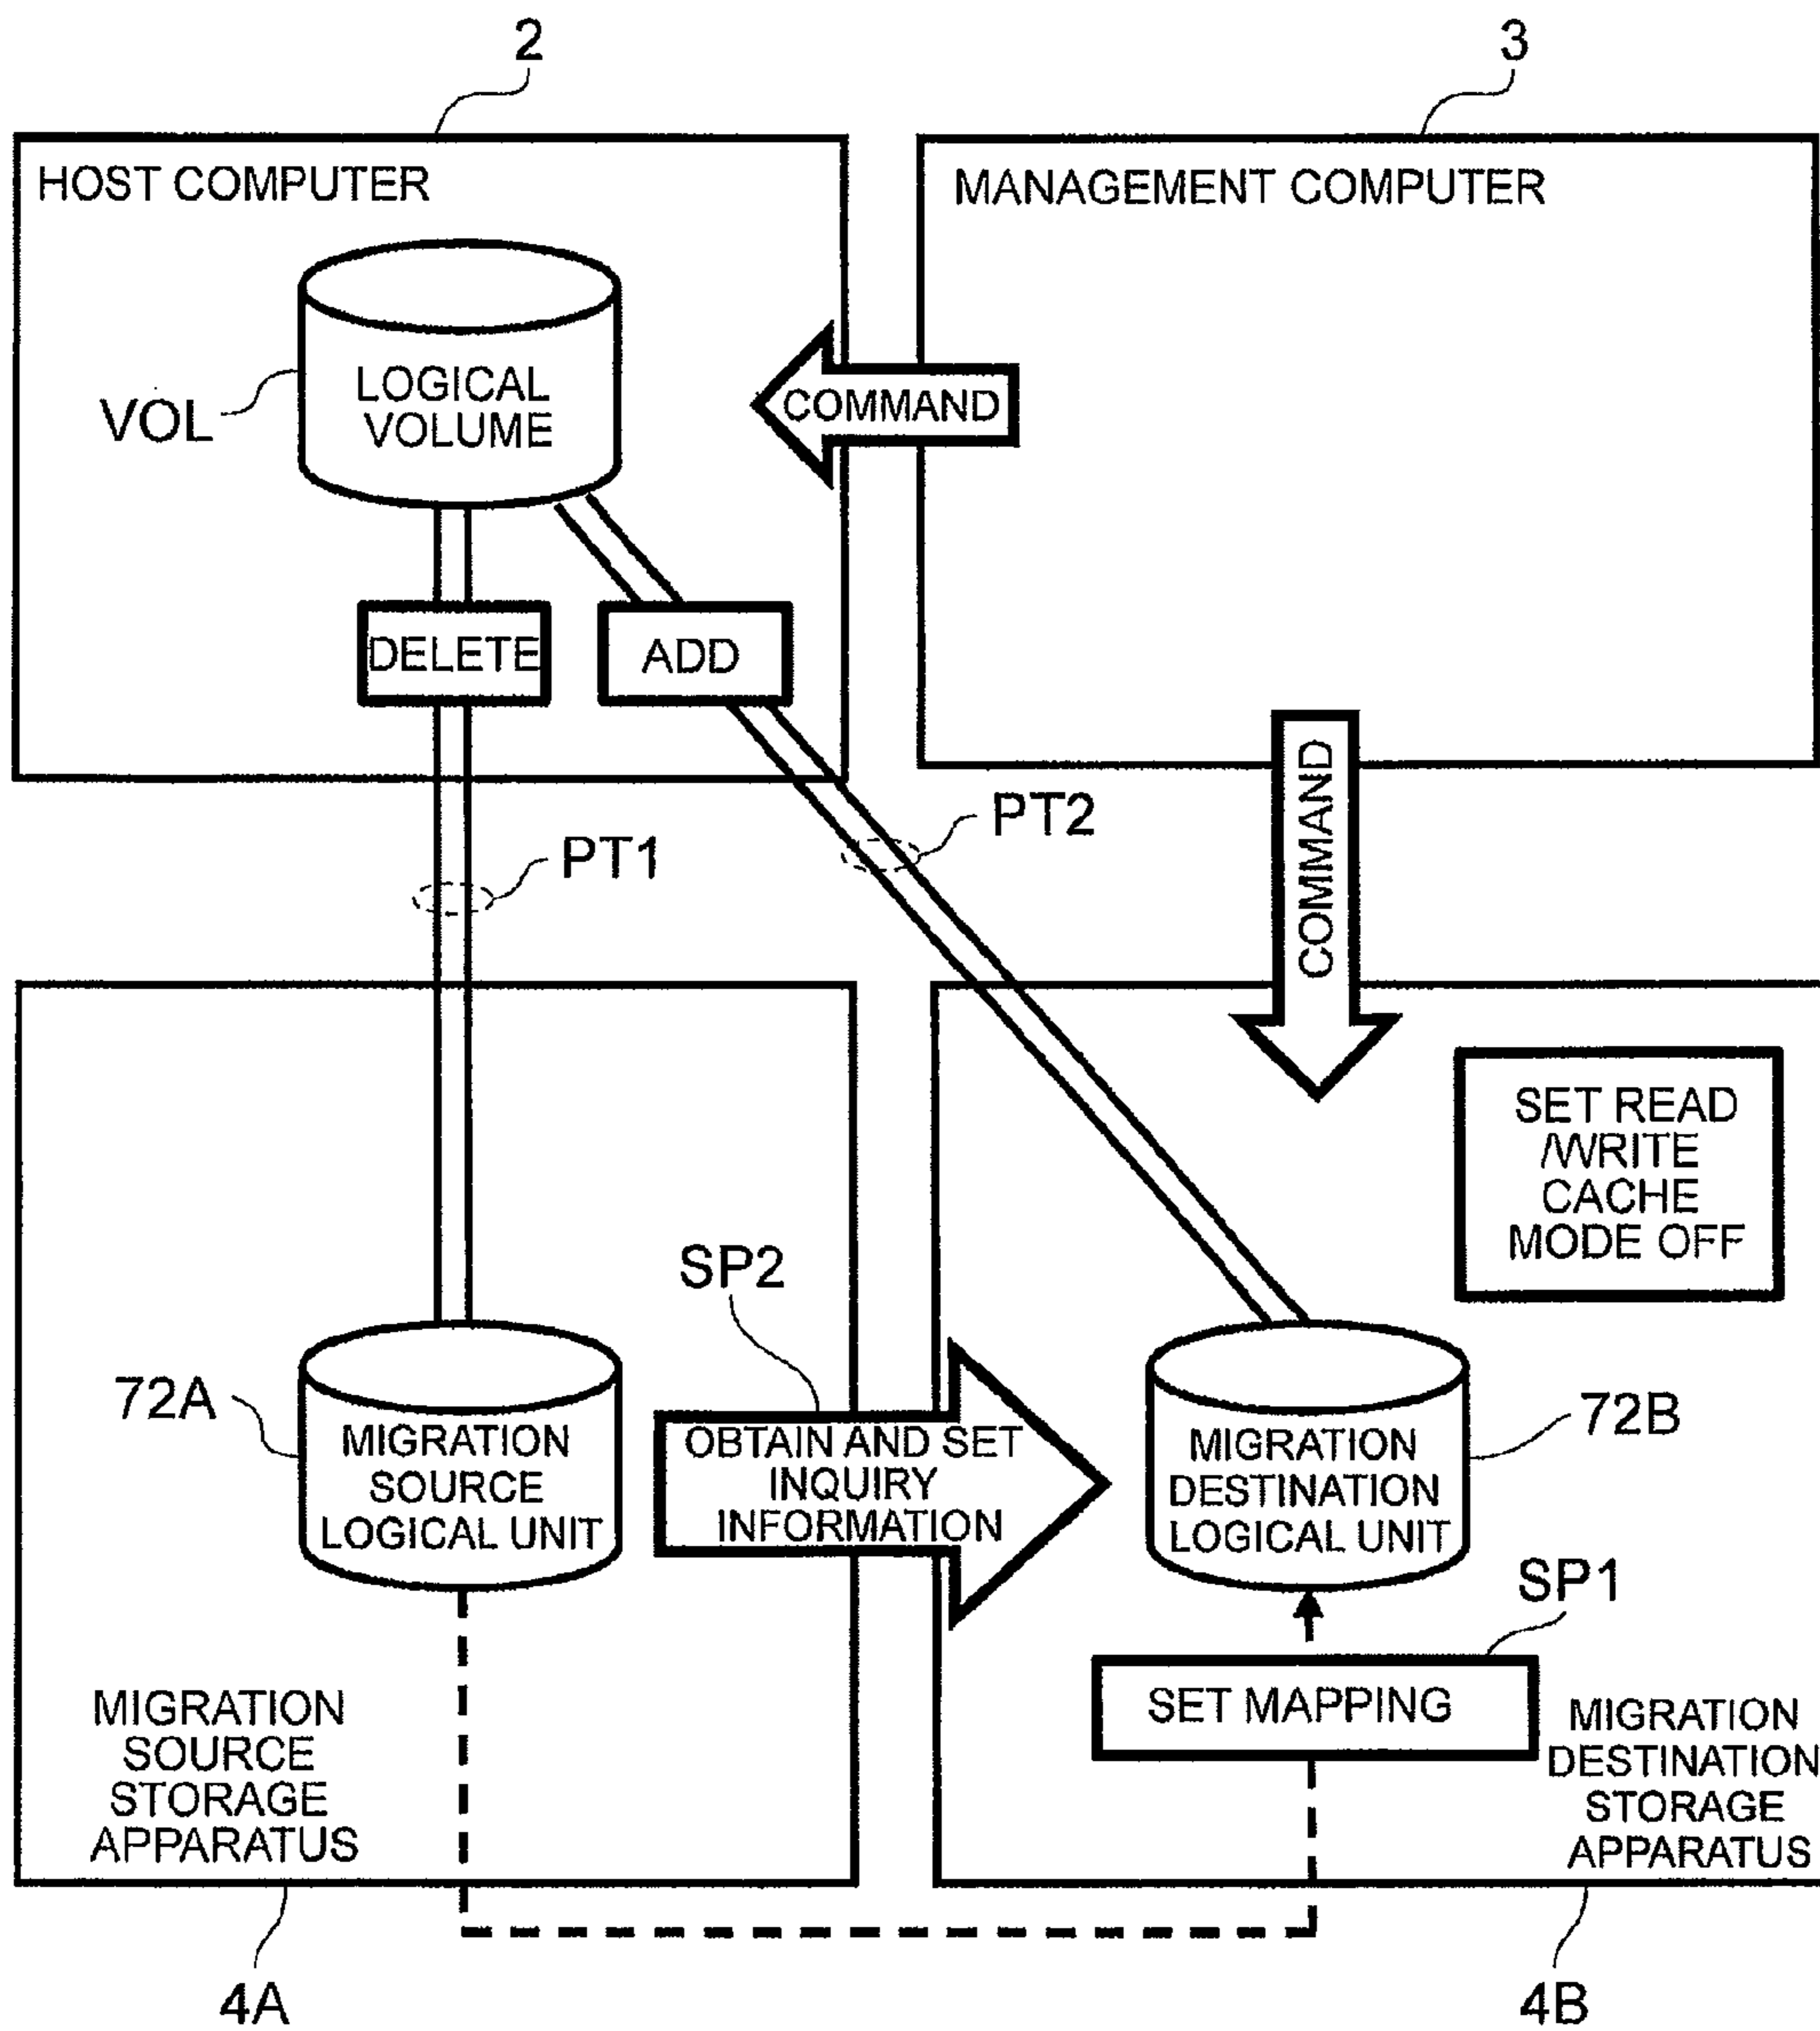 2
3
HOST COMPUTER
MANAGEMENT COMPUTER
VOL
LOGICAL
VOLUME
COMMAND
DELETE
ADD
PT1
PT2
COMMAND
SET READ
/WRITE
CACHE
MODE OFF
SP2
72A
MIGRATION
SOURCE
LOGICAL UNIT
OBTAIN AND SET
INQUIRY
INFORMATION
MIGRATION
DESTINATION
LOGICAL UNIT
72B
SP1
SET MAPPING
MIGRATION
SOURCE
STORAGE
APPARATUS
MIGRATION
DESTINATION
STORAGE
APPARATUS
4A
4B